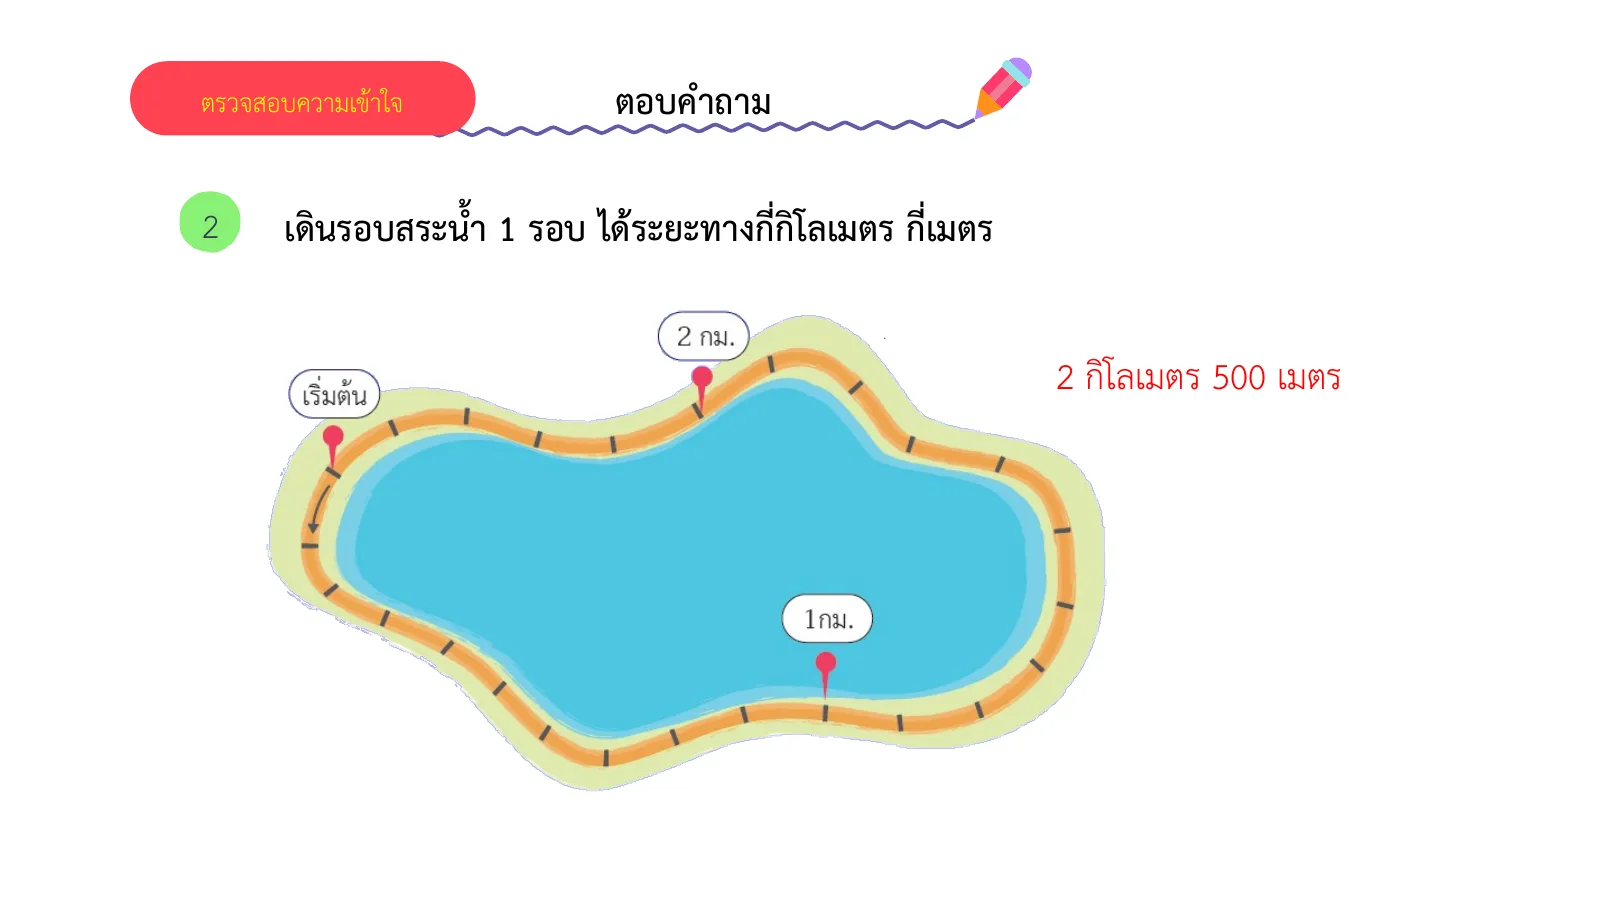 ตรวจสอบความเข้าใจ
ตอบคำถาม
2 เดินรอบสระน้ำ 1 รอบ ได้ระยะทางกี่กิโลเมตร กี่เมตร
2 กม.
เริ่มต้น
2 กิโลเมตร 500 เมตร
1กม.